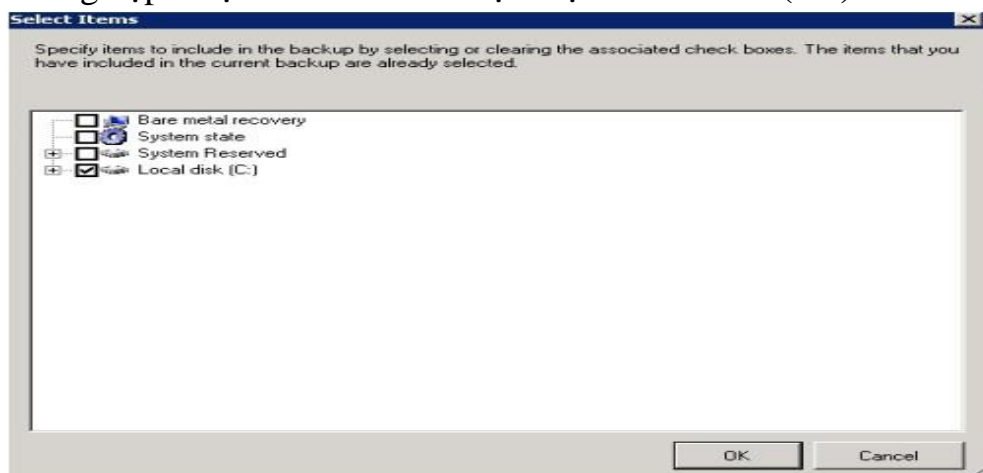 Select Items
Specify items to include in the backup by selecting or clearing the associated check boxes. The items that you
have included in the current backup are already selected.
Bare metal recovery
System state
System Reserved
Local disk (C:)
OK Cancel